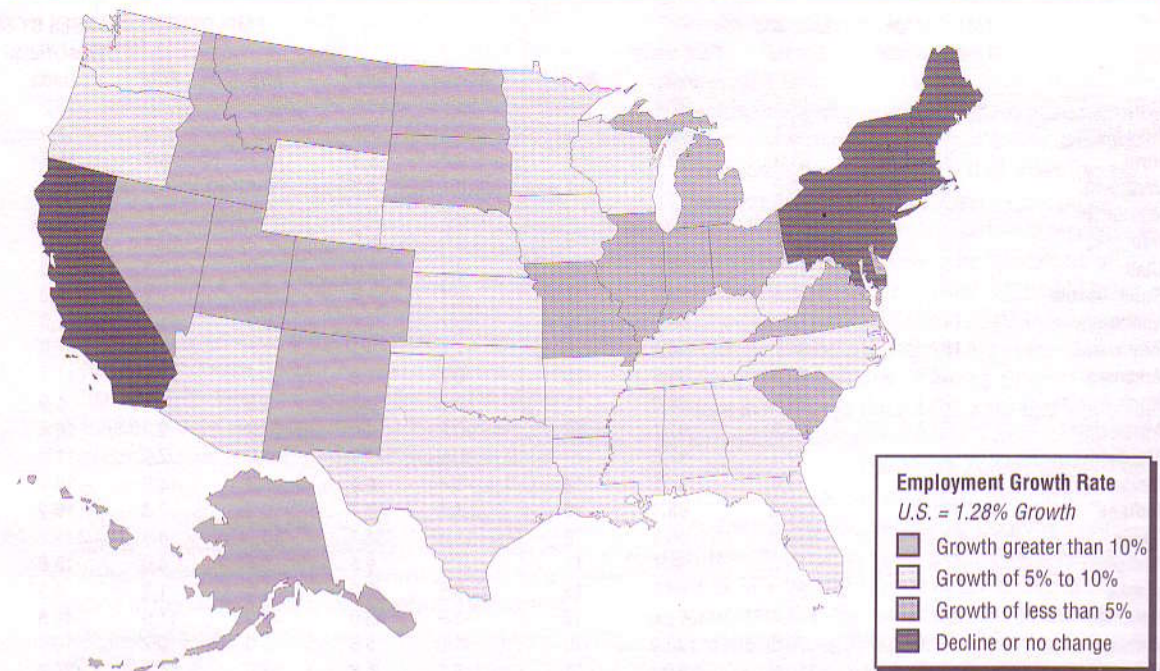 Employment Growth Rate
U.S. = 1.28% Growth
Growth greater than 10%
Growth of 5% to 10%
Growth of less than 5%
Decline or no change